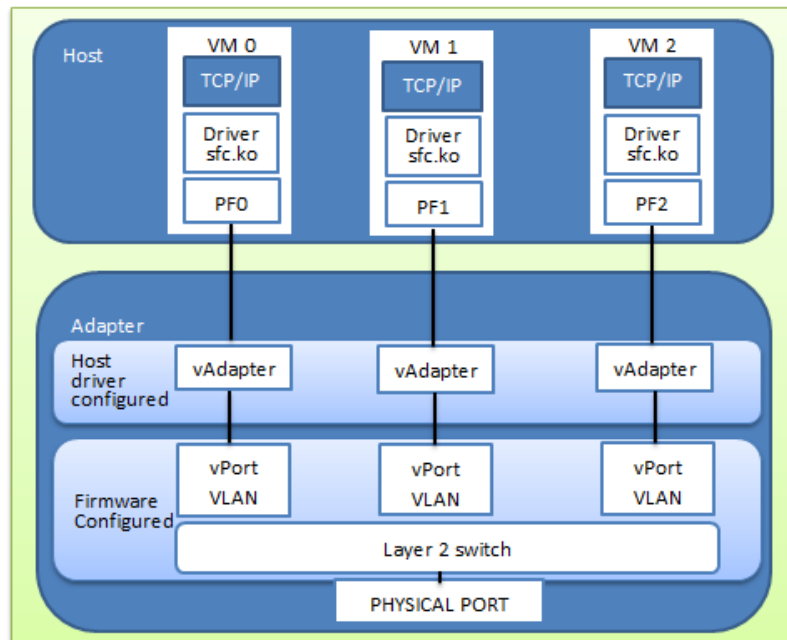 Host
VM 0
TCP/IP
Driver
sfc.ko
PF0
VM 1
TCP/IP
Driver
sfc.ko
PF1
VM 2
TCP/IP
Driver
sfc.ko
PF2
Adapter
Host
driver
configured
vAdapter
vAdapter
vAdapter
Firmware
Configured
vPort
VLAN
vPort
VLAN
vPort
VLAN
Layer 2 switch
PHYSICAL PORT